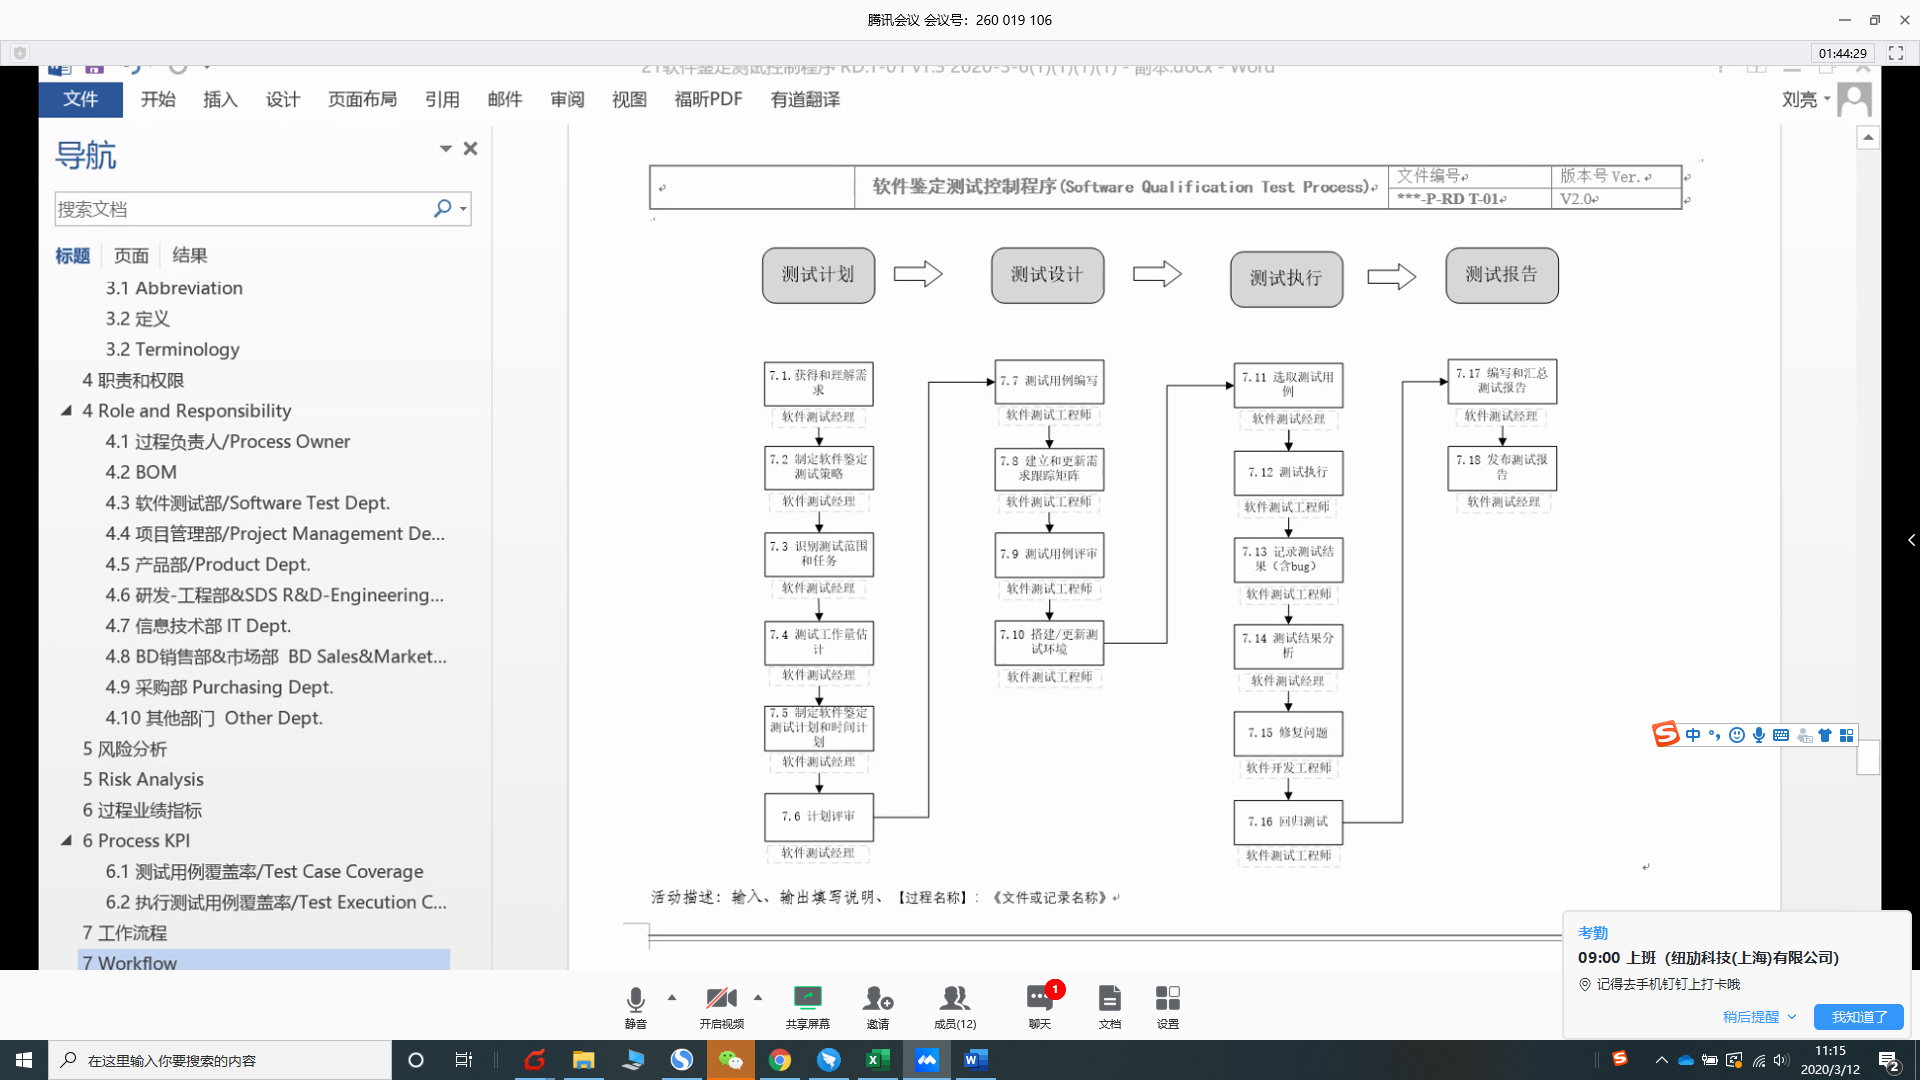 腾讯会议 会议号：260 019 106
01:44:29
21软件鉴定测试控制程序 RD.T-01 V1.3 2020-3-6(1)(1)(1)(1) - 副本.docx - Word
文件 开始 插入 设计 页面布局 引用 邮件 审阅 视图 福昕PDF 有道翻译
刘亮
导航
搜索文档
标题 页面 结果
3.1 Abbreviation
3.2 定义
3.2 Terminology
4 职责和权限
4 Role and Responsibility
4.1 过程负责人/Process Owner
4.2 BOM
4.3 软件测试部/Software Test Dept.
4.4 项目管理部/Project Management De...
4.5 产品部/Product Dept.
4.6 研发-工程部&SDS R&D-Engineering...
4.7 信息技术部 IT Dept.
4.8 BD销售部&市场部 BD Sales&Market...
4.9 采购部 Purchasing Dept.
4.10 其他部门 Other Dept.
5 风险分析
5 Risk Analysis
6 过程业绩指标
6 Process KPI
6.1 测试用例覆盖率/Test Case Coverage
6.2 执行测试用例覆盖率/Test Execution C...
7 工作流程
7 Workflow
软件鉴定测试控制程序(Software Qualification Test Process)
文件编号
***-P-RD T-01
版本号 Ver.
V2.0
测试计划
测试设计
测试执行
测试报告
7.1.获得和理解需
求
软件测试经理
7.2 制定软件鉴定
测试策略
软件测试经理
7.3 识别测试范围
和任务
软件测试经理
7.4 测试工作量估
计
软件测试经理
7.5 制定软件鉴定
测试计划和时间计
划
软件测试经理
7.6 计划评审
软件测试经理
7.7 测试用例编写
软件测试工程师
7.8 建立和更新需
求跟踪矩阵
软件测试工程师
7.9 测试用例评审
软件测试工程师
7.10 搭建/更新测
试环境
软件测试工程师
7.11 选取测试用
例
软件测试经理
7.12 测试执行
软件测试工程师
7.13 记录测试结
果（含bug）
软件测试工程师
7.14 测试结果分
析
软件测试经理
7.15 修复问题
软件开发工程师
7.16 回归测试
软件测试工程师
7.17 编写和汇总
测试报告
软件测试经理
7.18 发布测试报
告
软件测试经理
活动描述：输入、输出填写说明、【过程名称】：《文件或记录名称》
中
考勤
09:00 上班（纽劢科技(上海)有限公司)
记得去手机钉钉上打卡哦
稍后提醒 我知道了
静音 开启视频 共享屏幕 邀请 成员(12) 聊天 文档 设置
1
在这里输入你要搜索的内容
11:15
2020/3/12
2